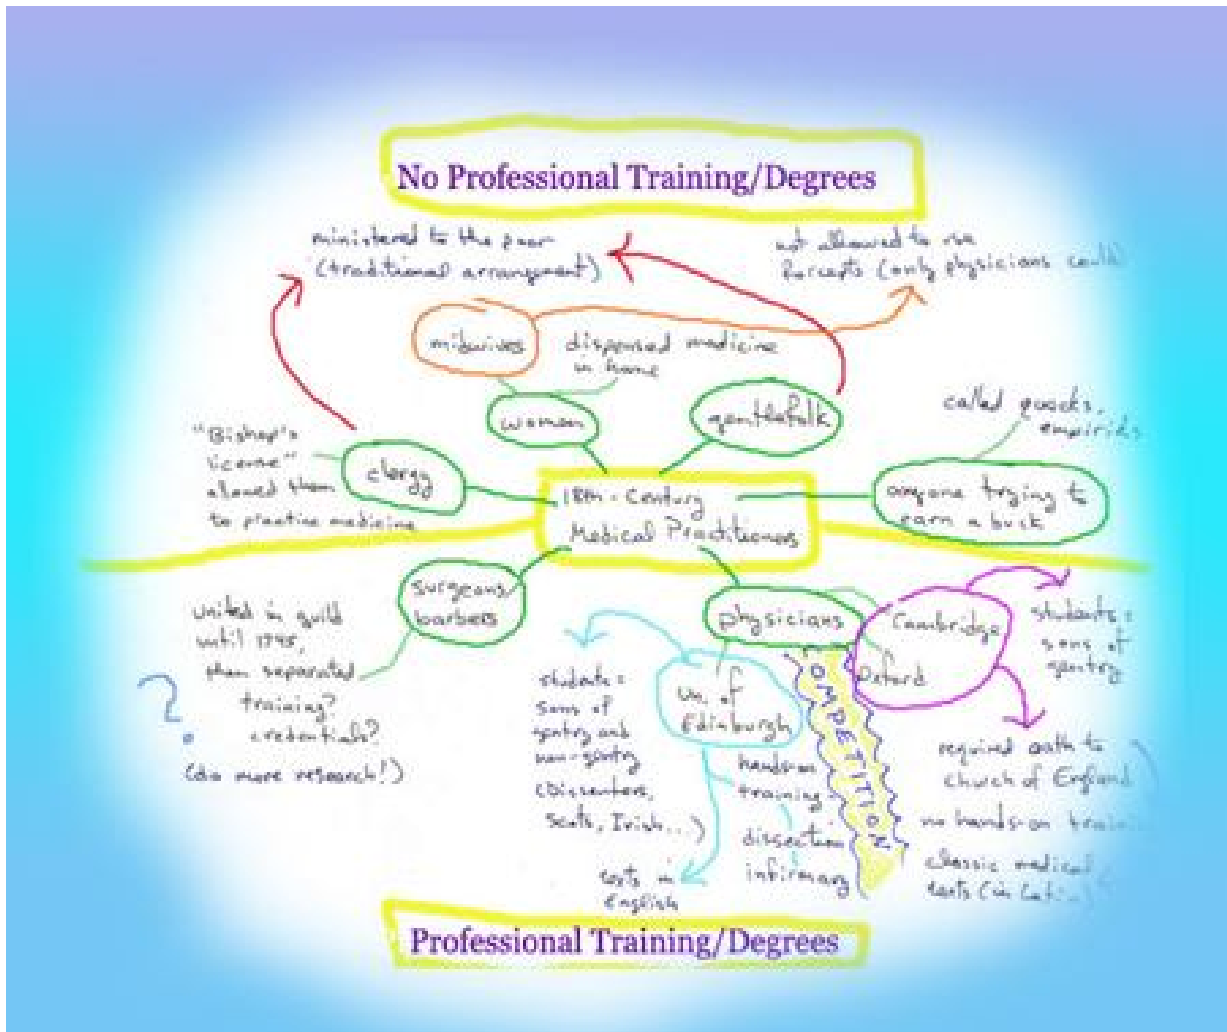 No Professional Training/Degrees
ministered to the poor
(traditional arrangement)
not allowed to use
forceps (only physicians could)
midwives
dispensed medicine
in home
women
gentlefolk
called quacks,
empirics
"Bishop's
license"
allowed them
to practice medicine
clergy
18th-Century
Medical Practitioners
anyone trying to
earn a buck
surgeons
barbers
united in guild
until 1745,
then separated
training?
credentials?
?
(do more research!)
physicians
Cambridge
Oxford
students =
sons of
gentry
Un. of
Edinburgh
COMPETITION
students =
sons of
gentry and
non-gentry
(Dissenters,
Scots, Irish...)
hands-on
training
dissection
infirmary
texts in
English
required oath to
Church of England
no hands-on
classic medical
texts (in Latin)
Professional Training/Degrees